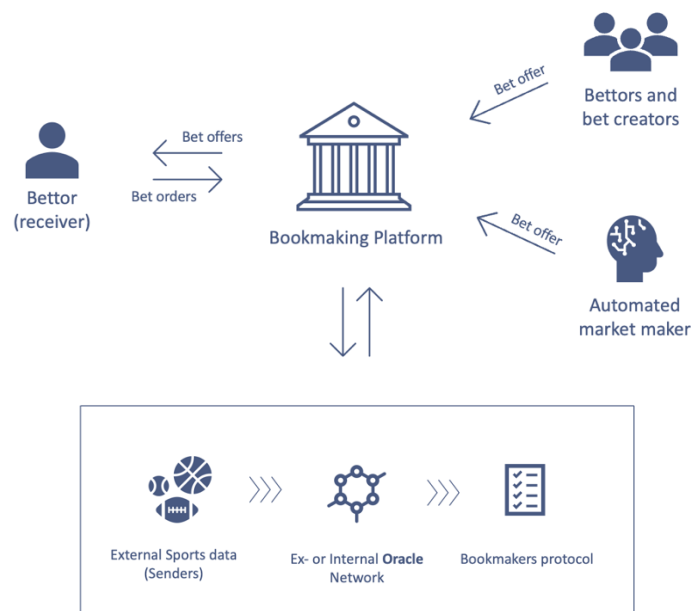 Bet offer
Bettors and
bet creators
Bet offers
Bettor
(receiver)
Bet orders
Bookmaking Platform
Bet offer
Automated
market maker
External Sports data
(Senders)
Ex- or Internal Oracle
Network
Bookmakers protocol